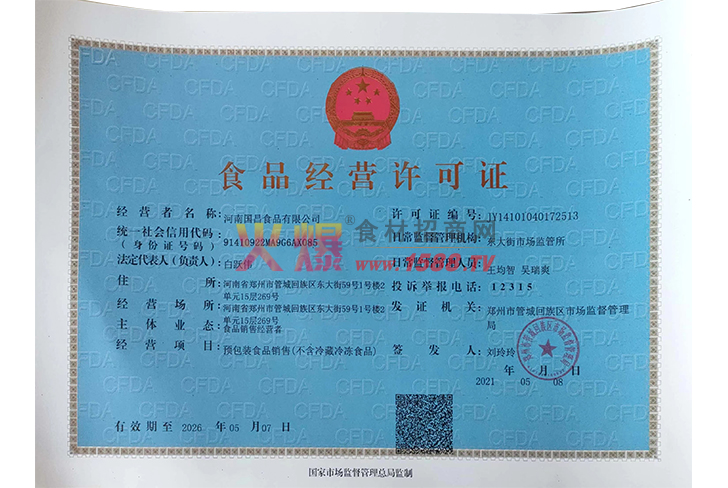 食品经营许可证
经营者名称：河南国昌食品有限公司
许可证编号：JY14101040172513
统一社会信用代码：91410922MA9G6AX085
（身份证号码）
日常监督管理机构：东大街市场监管所
法定代表人（负责人）：白跃伟
日常监督管理人员：王均智 吴瑞爽
住所：河南省郑州市管城回族区东大街59号1号楼2
单元15层269号
投诉举报电话：12315
经营场所：河南省郑州市管城回族区东大街59号1号楼2
单元15层269号
发证机关：郑州市管城回族区市场监督管理
局
主体业态：食品销售经营者
经营项目：预包装食品销售(不含冷藏冷冻食品)
签发人：刘玲玲
年 月 日
2021 05 08
有效期至 2026 年 05 月 07 日
国家市场监督管理总局监制
火爆®食材招商网
www.1588.TV
CFDA